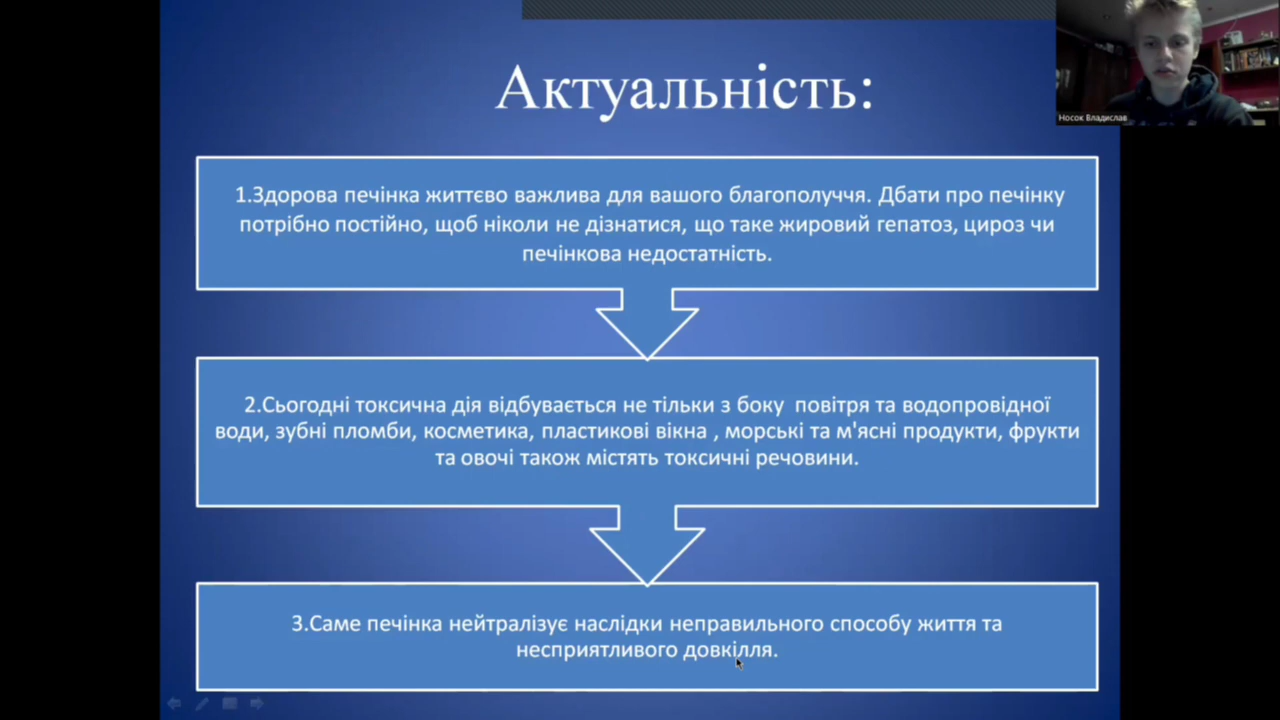 Актуальність:
Носок Владислав
1.Здорова печінка життєво важлива для вашого благополуччя. Дбати про печінку
потрібно постійно, щоб ніколи не дізнатися, що таке жировий гепатоз, цироз чи
печінкова недостатність.
2.Сьогодні токсична дія відбувається не тільки з боку  повітря та водопровідної
води, зубні пломби, косметика, пластикові вікна , морські та м'ясні продукти, фрукти
та овочі також містять токсичні речовини.
3.Саме печінка нейтралізує наслідки неправильного способу життя та
несприятливого довкілля.